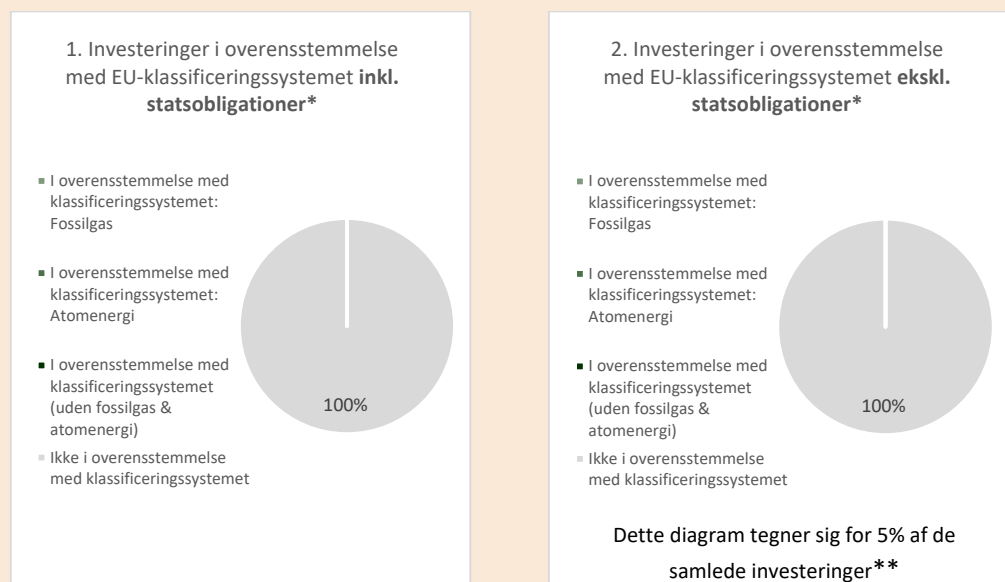 1. Investeringer i overensstemmelse
med EU-klassificeringssystemet inkl.
statsobligationer*
I overensstemmelse med
klassificeringssystemet:
Fossilgas
I overensstemmelse med
klassificeringssystemet:
Atomenergi
I overensstemmelse med
klassificeringssystemet
(uden fossilgas &
atomenergi)
Ikke i overensstemmelse
med klassificeringssystemet
100%
2. Investeringer i overensstemmelse
med EU-klassificeringssystemet ekskl.
statsobligationer*
I overensstemmelse med
klassificeringssystemet:
Fossilgas
I overensstemmelse med
klassificeringssystemet:
Atomenergi
I overensstemmelse med
klassificeringssystemet
(uden fossilgas &
atomenergi)
Ikke i overensstemmelse
med klassificeringssystemet
100%
Dette diagram tegner sig for 5% af de
samlede investeringer**